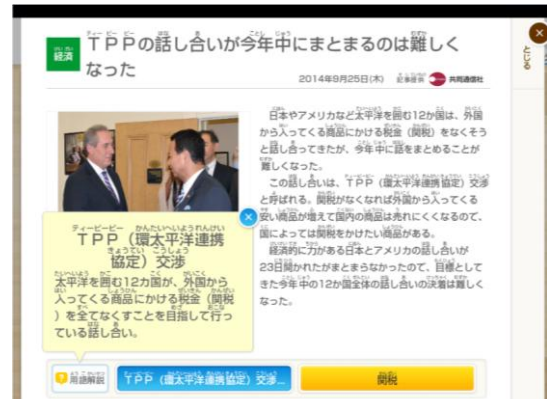 経済
TPPの話し合いが今年中にまとまるのは難しく
なった
とじる
2014年9月25日(木) 記事提供 共同通信社
日本やアメリカなど太平洋を囲む12か国は、外国
から入ってくる商品にかける税金（関税）をなくそう
と話し合ってきたが、今年中に話をまとめることが
難しくなった。
この話し合いは、TPP（環太平洋連携協定）交渉
と呼ばれる。関税がなくなれば外国から入ってくる
安い商品が増えて国内の商品は売れにくくなるので、
国によっては関税をかけたい商品がある。
経済的に力がある日本とアメリカの話し合いが
23日開かれたがまとまらなかったので、目標として
きた今年中の12か国全体の話し合いの決着は難しく
なった。
TPP（環太平洋連携
協定）交渉
太平洋を囲む12カ国が、外国から
入ってくる商品にかける税金（関税
）を全てなくすことを目指して行っ
ている話し合い。
用語解説
TPP（環太平洋連携協定）交渉...
関税